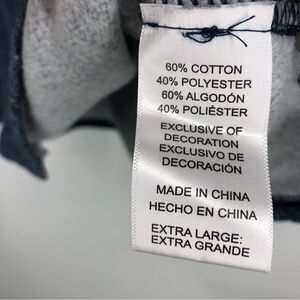 60% COTTON
40% POLYESTER
60% ALGODÓN
40% POLIÉSTER
EXCLUSIVE OF
DECORATION
EXCLUSIVO DE
DECORACIÓN
MADE IN CHINA
HECHO EN CHINA
EXTRA LARGE:
EXTRA GRANDE